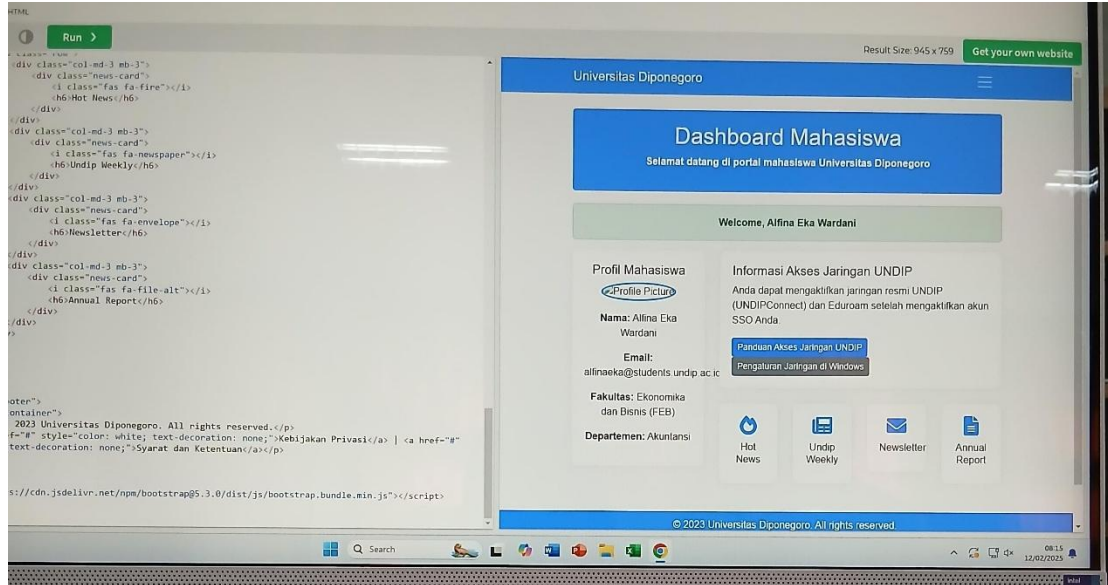 HTML
Run ❯
Result Size: 945 x 759
Get your own website
<div class="col-md-3 mb-3">
<div class="news-card">
<i class="fas fa-fire"></i>
<h6>Hot News</h6>
</div>
</div>
<div class="col-md-3 mb-3">
<div class="news-card">
<i class="fas fa-newspaper"></i>
<h6>Undip Weekly</h6>
</div>
</div>
<div class="col-md-3 mb-3">
<div class="news-card">
<i class="fas fa-envelope"></i>
<h6>Newsletter</h6>
</div>
</div>
div class="col-md-3 mb-3">
<div class="news-card">
<i class="fas fa-file-alt"></i>
<h6>Annual Report</h6>
</div>
/div>
oter">
ontainer">
2023 Universitas Diponegoro. All rights reserved.</p>
f="#" style="color: white; text-decoration: none;">Kebijakan Privasi</a> | <a href="#"
text-decoration: none;">Syarat dan Ketentuan</a></p>
s://cdn.jsdelivr.net/npm/bootstrap@5.3.0/dist/js/bootstrap.bundle.min.js"></script>
Universitas Diponegoro
Dashboard Mahasiswa
Selamat datang di portal mahasiswa Universitas Diponegoro
Welcome, Alfina Eka Wardani
Profil Mahasiswa
Profile Picture
Nama: Alfina Eka
Wardani
Email:
alfinaeka@students.undip.ac.id
Fakultas: Ekonomika
dan Bisnis (FEB)
Departemen: Akuntansi
Informasi Akses Jaringan UNDIP
Anda dapat mengaktifkan jaringan resmi UNDIP
(UNDIPConnect) dan Eduroam setelah mengaktifkan akun
SSO Anda.
Panduan Akses Jaringan UNDIP
Pengaturan Jaringan di Windows
Hot
News
Undip
Weekly
Newsletter
Annual
Report
© 2023 Universitas Diponegoro. All rights reserved.
Search
08:15
12/02/2025
intel